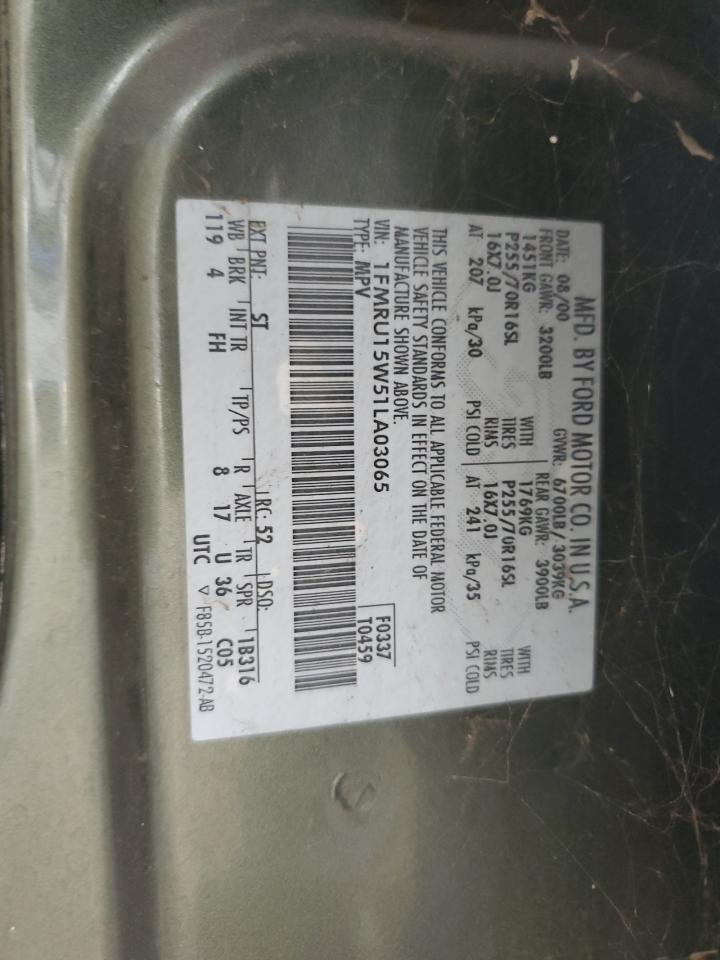 MFD. BY FORD MOTOR CO. IN U.S.A.
DATE: 08/00 GVWR: 6700LB / 3039KG
FRONT GAWR: 3200LB REAR GAWR: 3900LB
1451KG WITH 1769KG WITH
P255/70R16SL TIRES P255/70R16SL TIRES
16X7.0J RIMS 16X7.0J RIMS
AT 207 kPa/30 PSI COLD AT 241 kPa/35 PSI COLD
THIS VEHICLE CONFORMS TO ALL APPLICABLE FEDERAL MOTOR
VEHICLE SAFETY STANDARDS IN EFFECT ON THE DATE OF
MANUFACTURE SHOWN ABOVE.
VIN: 1FMRU15W51LA03065 F0337
TYPE: MPV T0459
EXT PNT: ST RC: 52 DSO: 1B316
WB BRK INT TR TP/PS R AXLE TR SPR C05
119 4 FH 8 17 U 36
UTC ▽ F85B-1520472-AB